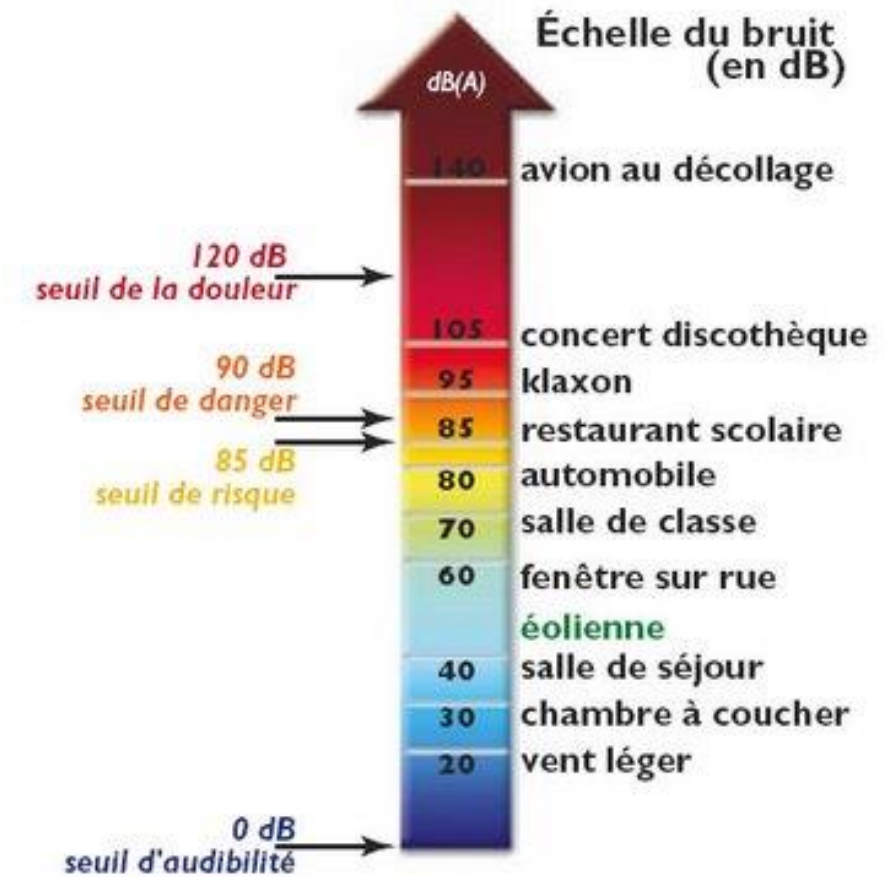 Échelle du bruit
(en dB)
dB(A)
140 avion au décollage
120 dB
seuil de la douleur
105 concert discothèque
90 dB
seuil de danger
95 klaxon
85 restaurant scolaire
85 dB
seuil de risque
80 automobile
70 salle de classe
60 fenêtre sur rue
éolienne
40 salle de séjour
30 chambre à coucher
20 vent léger
0 dB
seuil d'audibilité